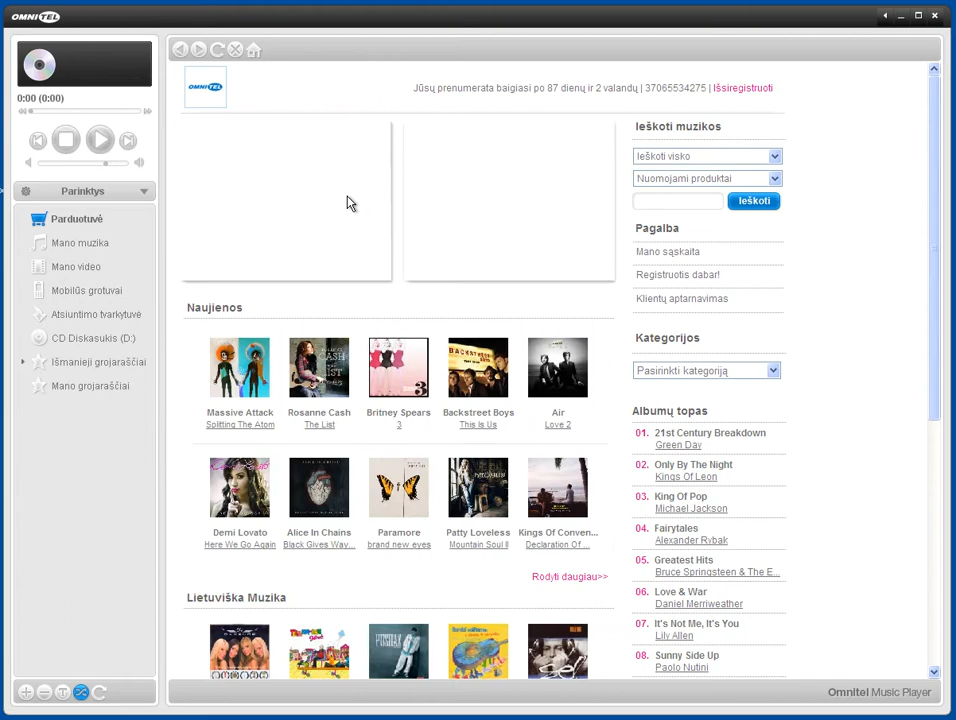 OMNITEL
0:00 (0:00)
Parinktys
Parduotuvė
Mano muzika
Mano video
Mobilūs grotuvai
Atsiuntimo tvarkytuvė
CD Diskasukis (D:)
Išmanieji grojaraščiai
Mano grojaraščiai
OMNITEL
Jūsų prenumerata baigiasi po 87 dienų ir 2 valandų | 37065534275 | Išsiregistruoti
Ieškoti muzikos
Ieškoti visko
Nuomojami produktai
Ieškoti
Pagalba
Mano sąskaita
Registruotis dabar!
Klientų aptarnavimas
Kategorijos
Pasirinkti kategoriją
Albumų topas
01. 21st Century Breakdown
Green Day
02. Only By The Night
Kings Of Leon
03. King Of Pop
Michael Jackson
04. Fairytales
Alexander Rybak
05. Greatest Hits
Bruce Springsteen & The E...
06. Love & War
Daniel Merriweather
07. It's Not Me, It's You
Lily Allen
08. Sunny Side Up
Paolo Nutini
Naujienos
Massive Attack
Splitting The Atom
Rosanne Cash
The List
Britney Spears
3
Backstreet Boys
This Is Us
Air
Love 2
Demi Lovato
Here We Go Again
Alice In Chains
Black Gives Wav...
Paramore
brand new eyes
Patty Loveless
Mountain Soul II
Kings Of Conven...
Declaration Of ...
Rodyti daugiau>>
Lietuviška Muzika
Omnitel Music Player